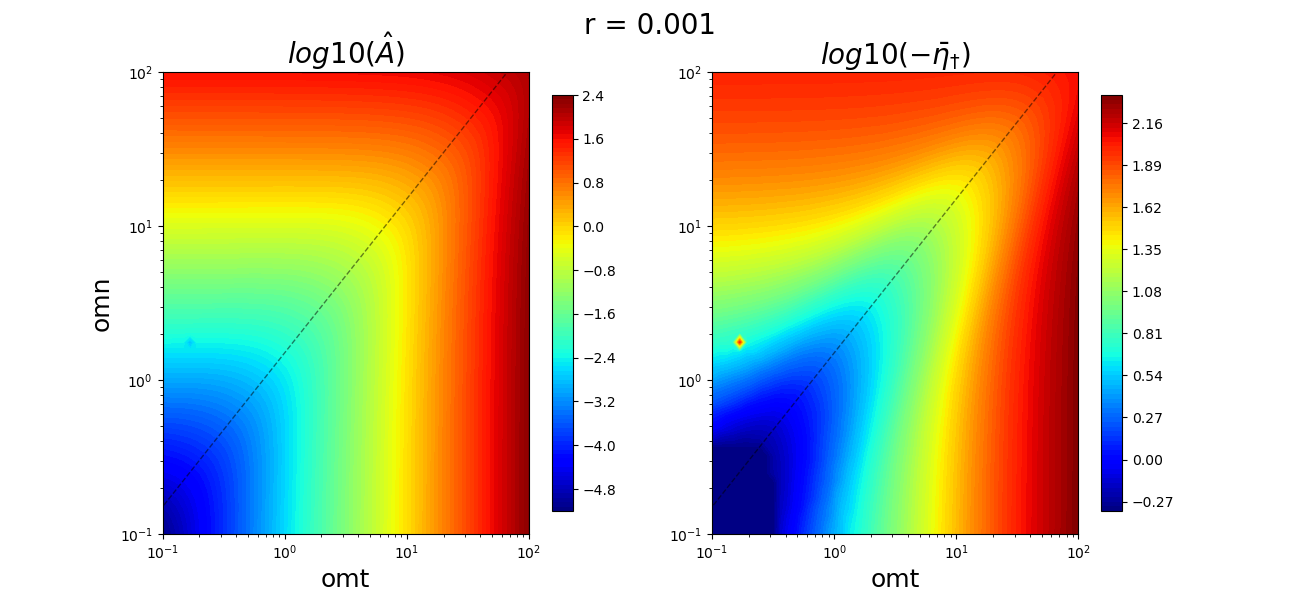 r = 0.001
log10(Â)
log10(−η̄†)
10² 10² 2.4 2.16
1.6 1.89
0.8 1.62
10¹ 0.0 10¹ 1.35
−0.8 1.08
omn
−1.6 0.81
−2.4 0.54
10⁰ −3.2 10⁰ 0.27
−4.0 0.00
−4.8 −0.27
10⁻¹ 10⁻¹
10⁻¹ 10⁰ 10¹ 10² 10⁻¹ 10⁰ 10¹ 10²
omt omt